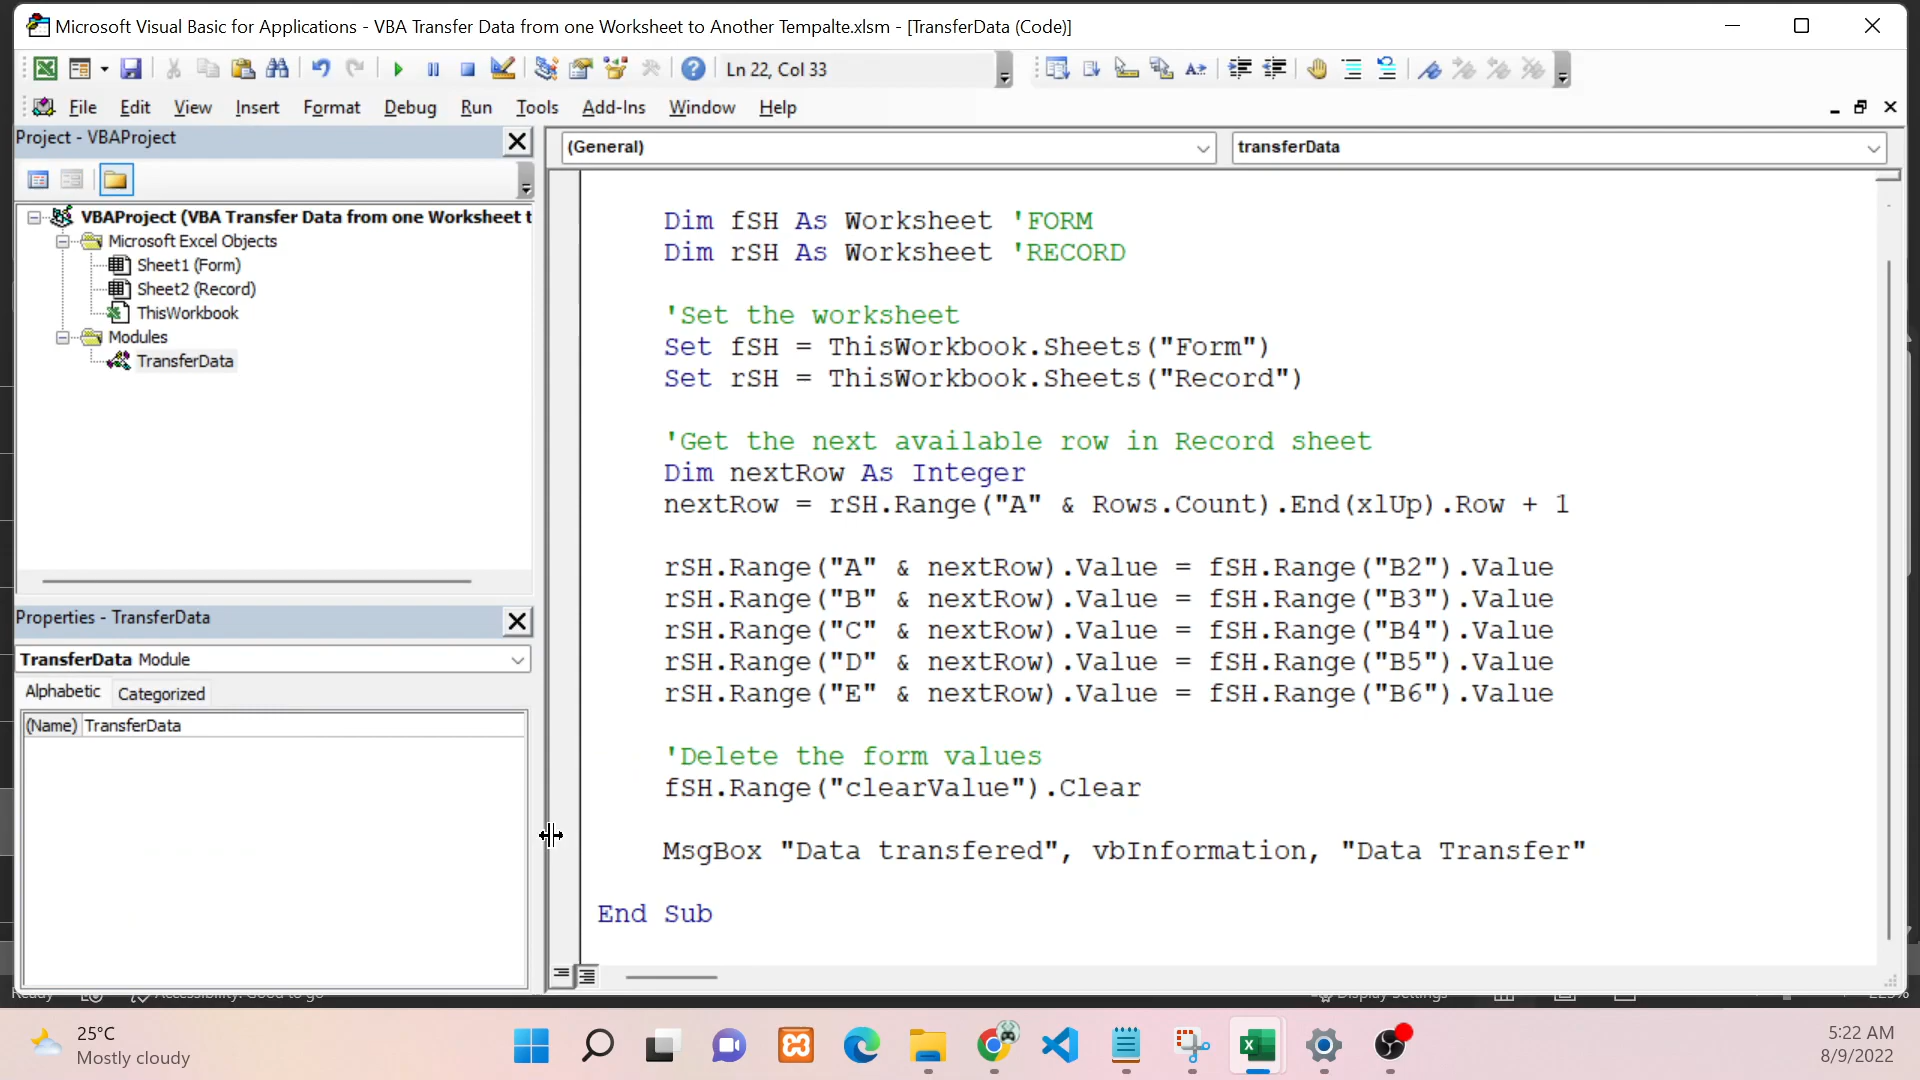 Microsoft Visual Basic for Applications - VBA Transfer Data from one Worksheet to Another Tempalte.xlsm - [TransferData (Code)]
Ln 22, Col 33
File Edit View Insert Format Debug Run Tools Add-Ins Window Help
Project - VBAProject
(General) transferData
VBAProject (VBA Transfer Data from one Worksheet t
Microsoft Excel Objects
Sheet1 (Form)
Sheet2 (Record)
ThisWorkbook
Modules
TransferData
Properties - TransferData
TransferData Module
Alphabetic Categorized
(Name) TransferData
Dim fSH As Worksheet 'FORM
Dim rSH As Worksheet 'RECORD
'Set the worksheet
Set fSH = ThisWorkbook.Sheets("Form")
Set rSH = ThisWorkbook.Sheets("Record")
'Get the next available row in Record sheet
Dim nextRow As Integer
nextRow = rSH.Range("A" & Rows.Count).End(xlUp).Row + 1
rSH.Range("A" & nextRow).Value = fSH.Range("B2").Value
rSH.Range("B" & nextRow).Value = fSH.Range("B3").Value
rSH.Range("C" & nextRow).Value = fSH.Range("B4").Value
rSH.Range("D" & nextRow).Value = fSH.Range("B5").Value
rSH.Range("E" & nextRow).Value = fSH.Range("B6").Value
'Delete the form values
fSH.Range("clearValue").Clear
MsgBox "Data transfered", vbInformation, "Data Transfer"
End Sub
Ready Accessibility: Good to go Display Settings
25°C
Mostly cloudy
5:22 AM
8/9/2022